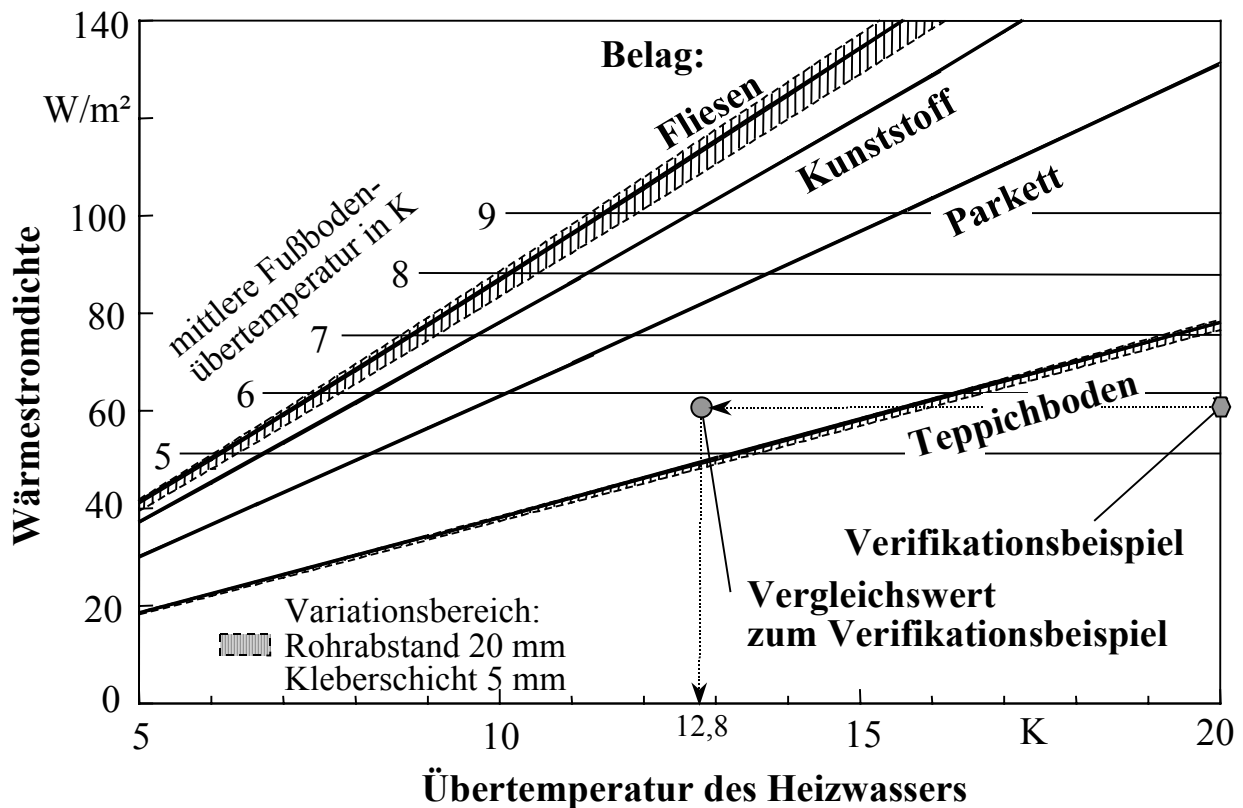 140
W/m²
100
80
60
40
20
0
Wärmestromdichte
Belag:
Fliesen
Kunststoff
Parkett
Teppichboden
mittlere Fußboden-
übertemperatur in K
9
8
7
6
5
Verifikationsbeispiel
Vergleichswert
zum Verifikationsbeispiel
Variationsbereich:
Rohrabstand 20 mm
Kleberschicht 5 mm
5
10
12,8
15
K
20
Übertemperatur des Heizwassers